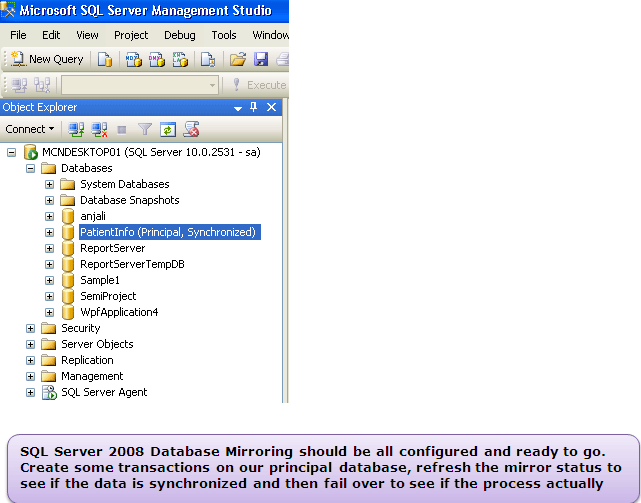 Microsoft SQL Server Management Studio
File Edit View Project Debug Tools Window
New Query
Execute
Object Explorer
Connect
MCNDESKTOP01 (SQL Server 10.0.2531 - sa)
Databases
System Databases
Database Snapshots
anjali
PatientInfo (Principal, Synchronized)
ReportServer
ReportServerTempDB
Sample1
SemiProject
WpfApplication4
Security
Server Objects
Replication
Management
SQL Server Agent
SQL Server 2008 Database Mirroring should be all configured and ready to go.
Create some transactions on our principal database, refresh the mirror status to
see if the data is synchronized and then fail over to see if the process actually